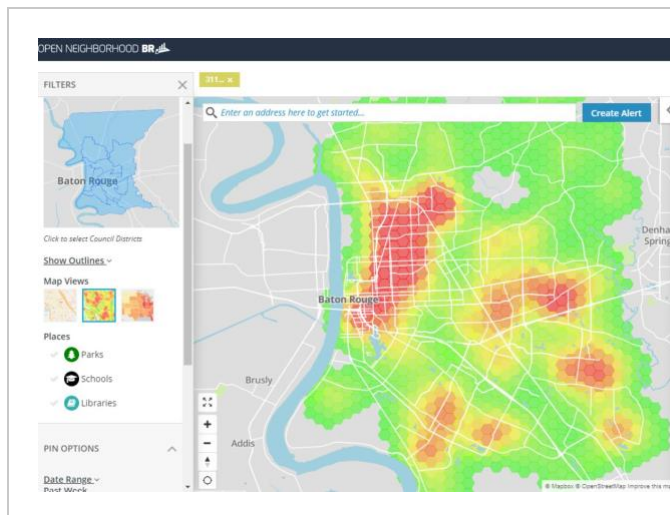 OPEN NEIGHBORHOOD BR
FILTERS
311... x
Enter an address here to get started...
Create Alert
Baton Rouge
Click to select Council Districts
Show Outlines
Map Views
Places
Parks
Schools
Libraries
PIN OPTIONS
Date Range
Past Week
Denha
Spring
Baton Rouge
Brusly
Addis
© Mapbox © OpenStreetMap Improve this ma